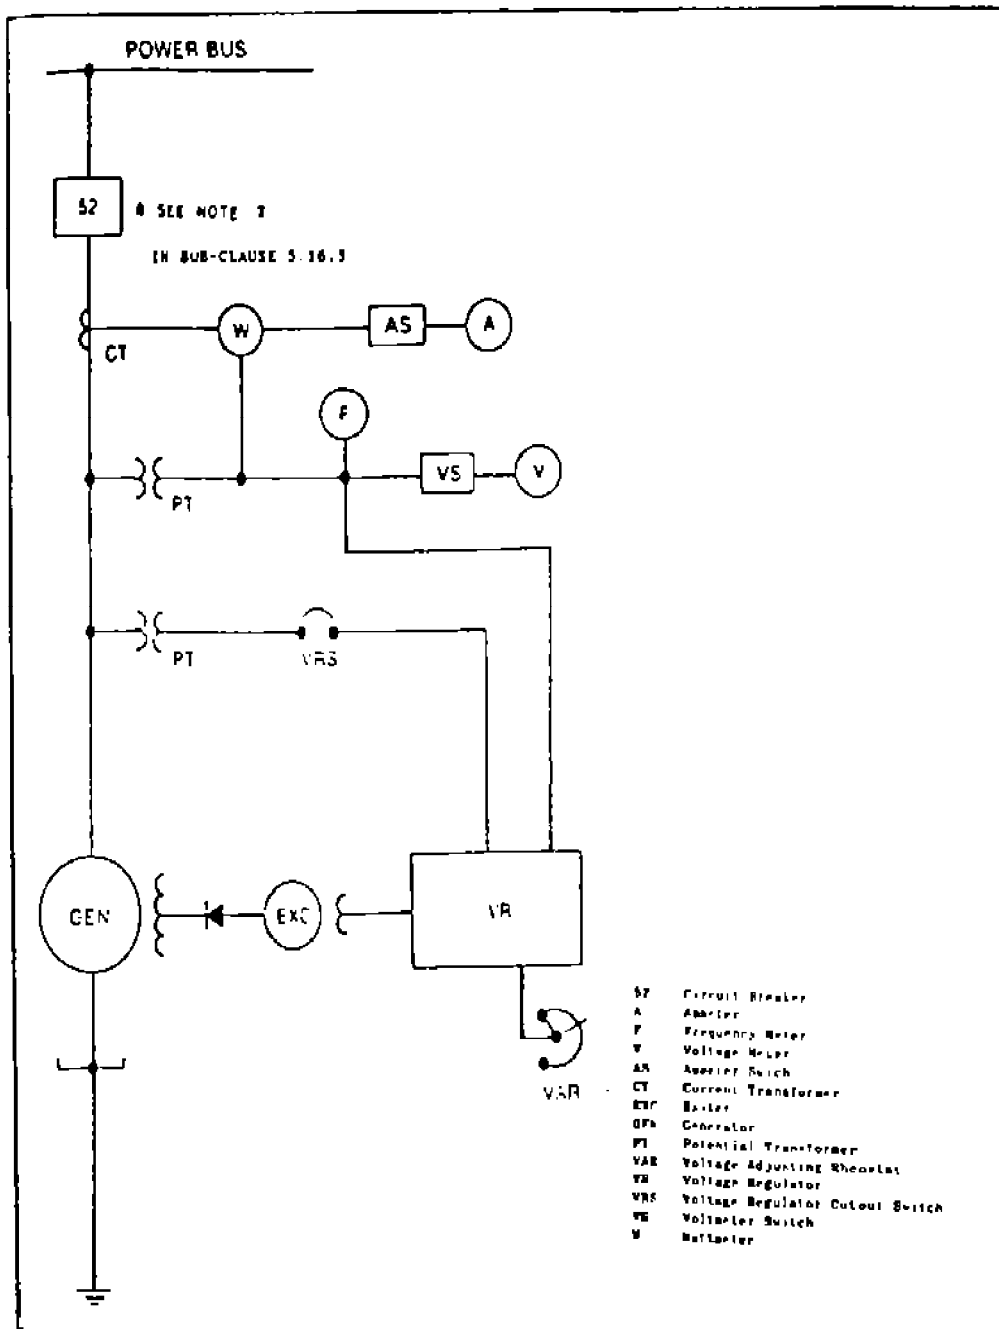 POWER BUS
52
SEE NOTE
IN SUB-CLAUSE 5.16.3
W
AS
A
CT
F
VS
V
PT
PT
VRS
GEN
EXC
VR
VAR
52 Circuit Breaker
A Ammeter
F Frequency Meter
V Voltage Meter
AS Ammeter Switch
CT Current Transformer
EXC Exciter
GEN Generator
PT Potential Transformer
VAR Voltage Adjusting Rheostat
VR Voltage Regulator
VRS Voltage Regulator Cutout Switch
VS Voltmeter Switch
W Wattmeter